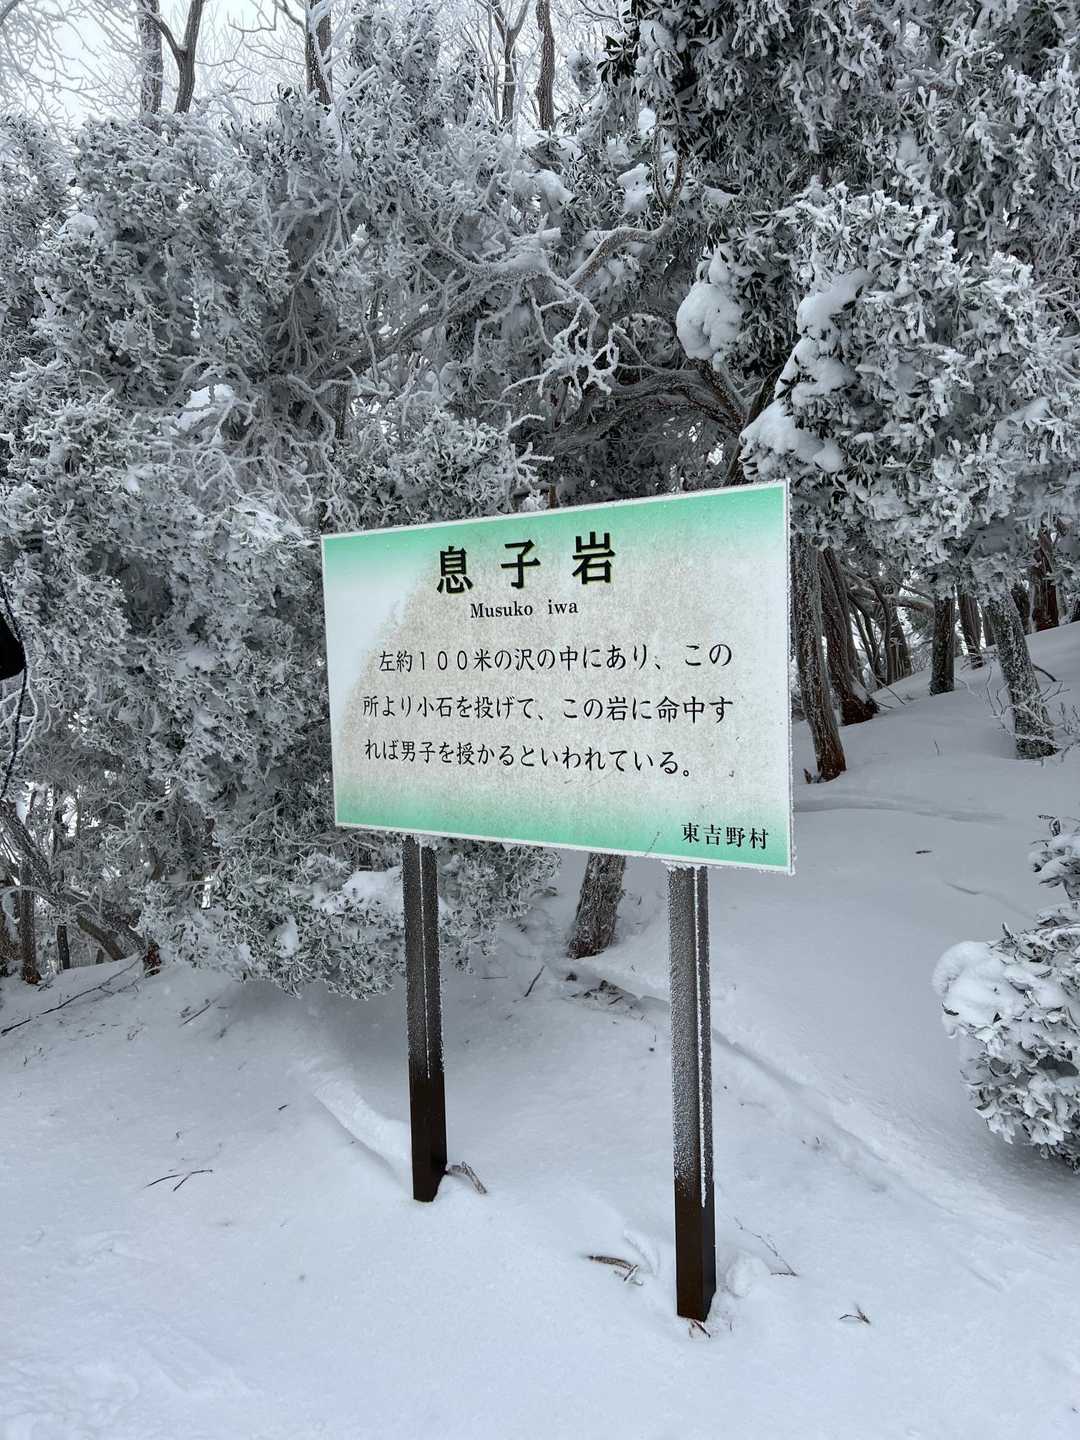 息子岩
Musuko iwa
左約１００米の沢の中にあり、この
所より小石を投げて、この岩に命中す
れば男子を授かるといわれている。
東吉野村